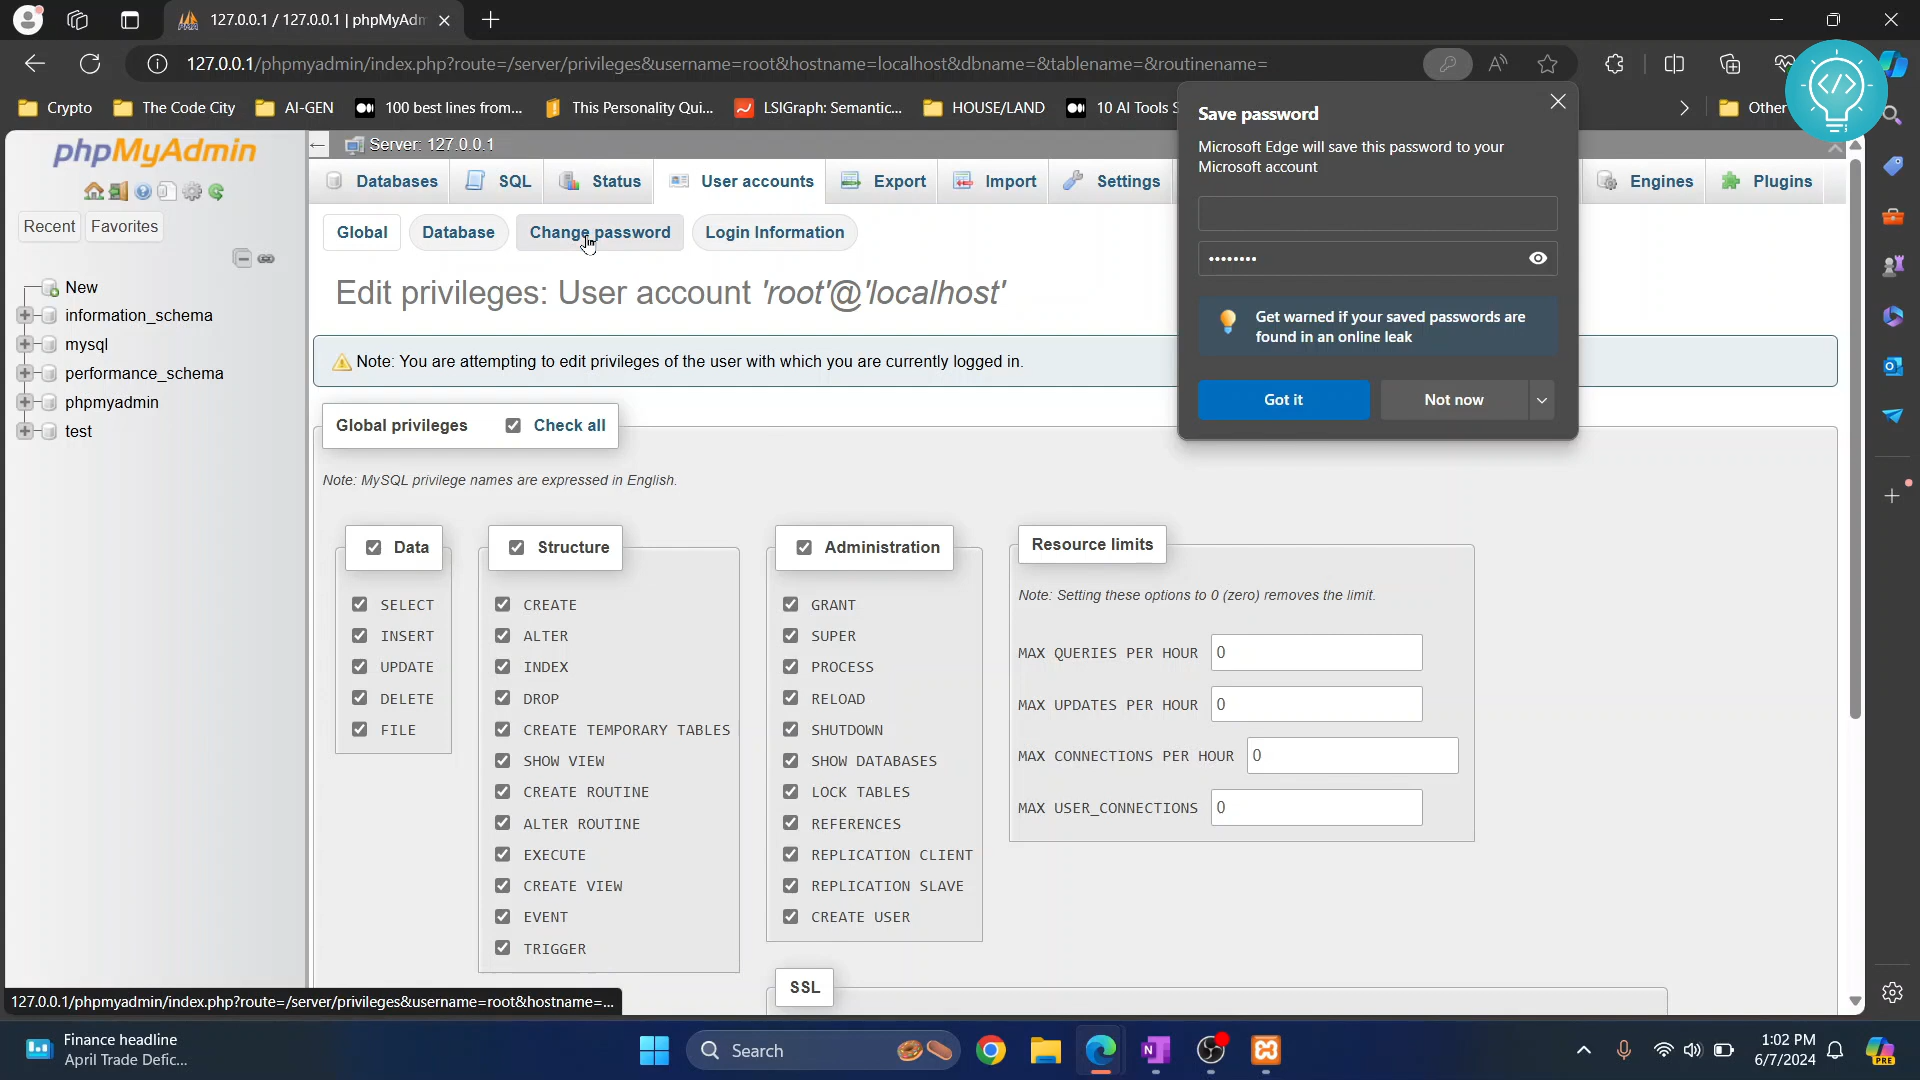 127.0.0.1 / 127.0.0.1 | phpMyAdm
127.0.0.1/phpmyadmin/index.php?route=/server/privileges&username=root&hostname=localhost&dbname=&tablename=&routinename=
Crypto
The Code City
AI-GEN
100 best lines from...
This Personality Qui...
LSIGraph: Semantic...
HOUSE/LAND
10 AI Tools S
Other
phpMyAdmin
Recent
Favorites
New
information_schema
mysql
performance_schema
phpmyadmin
test
Server: 127.0.0.1
Databases
SQL
Status
User accounts
Export
Import
Settings
Engines
Plugins
Global
Database
Change password
Login Information
Edit privileges: User account 'root'@'localhost'
Note: You are attempting to edit privileges of the user with which you are currently logged in.
Global privileges
Check all
Note: MySQL privilege names are expressed in English.
Data
SELECT
INSERT
UPDATE
DELETE
FILE
Structure
CREATE
ALTER
INDEX
DROP
CREATE TEMPORARY TABLES
SHOW VIEW
CREATE ROUTINE
ALTER ROUTINE
EXECUTE
CREATE VIEW
EVENT
TRIGGER
Administration
GRANT
SUPER
PROCESS
RELOAD
SHUTDOWN
SHOW DATABASES
LOCK TABLES
REFERENCES
REPLICATION CLIENT
REPLICATION SLAVE
CREATE USER
Resource limits
Note: Setting these options to 0 (zero) removes the limit.
MAX QUERIES PER HOUR 0
MAX UPDATES PER HOUR 0
MAX CONNECTIONS PER HOUR 0
MAX USER_CONNECTIONS 0
SSL
Save password
Microsoft Edge will save this password to your
Microsoft account
••••••••
Get warned if your saved passwords are
found in an online leak
Got it
Not now
127.0.0.1/phpmyadmin/index.php?route=/server/privileges&username=root&hostname=...
Finance headline
April Trade Defic...
Search
1:02 PM
6/7/2024
PRE